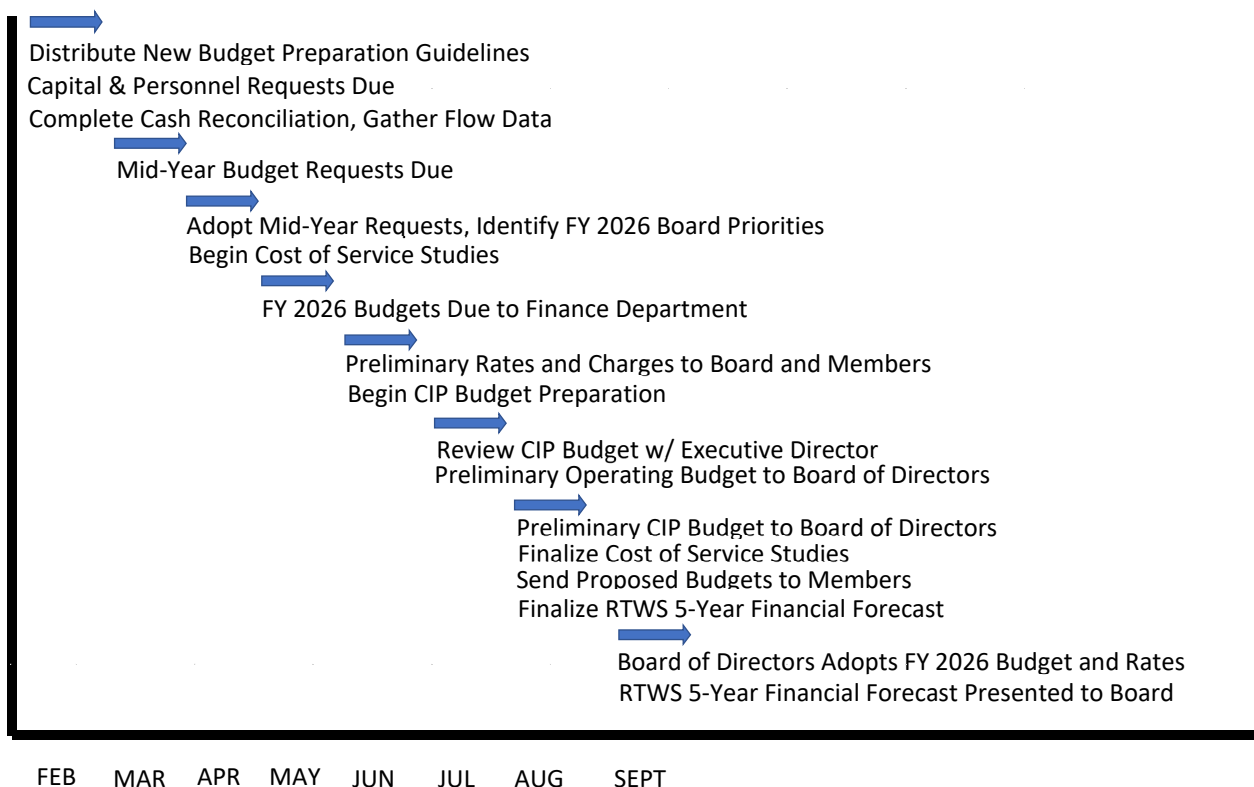 Distribute New Budget Preparation Guidelines
Capital & Personnel Requests Due
Complete Cash Reconciliation, Gather Flow Data
Mid-Year Budget Requests Due
Adopt Mid-Year Requests, Identify FY 2026 Board Priorities
Begin Cost of Service Studies
FY 2026 Budgets Due to Finance Department
Preliminary Rates and Charges to Board and Members
Begin CIP Budget Preparation
Review CIP Budget w/ Executive Director
Preliminary Operating Budget to Board of Directors
Preliminary CIP Budget to Board of Directors
Finalize Cost of Service Studies
Send Proposed Budgets to Members
Finalize RTWS 5-Year Financial Forecast
Board of Directors Adopts FY 2026 Budget and Rates
RTWS 5-Year Financial Forecast Presented to Board
FEB MAR APR MAY JUN JUL AUG SEPT